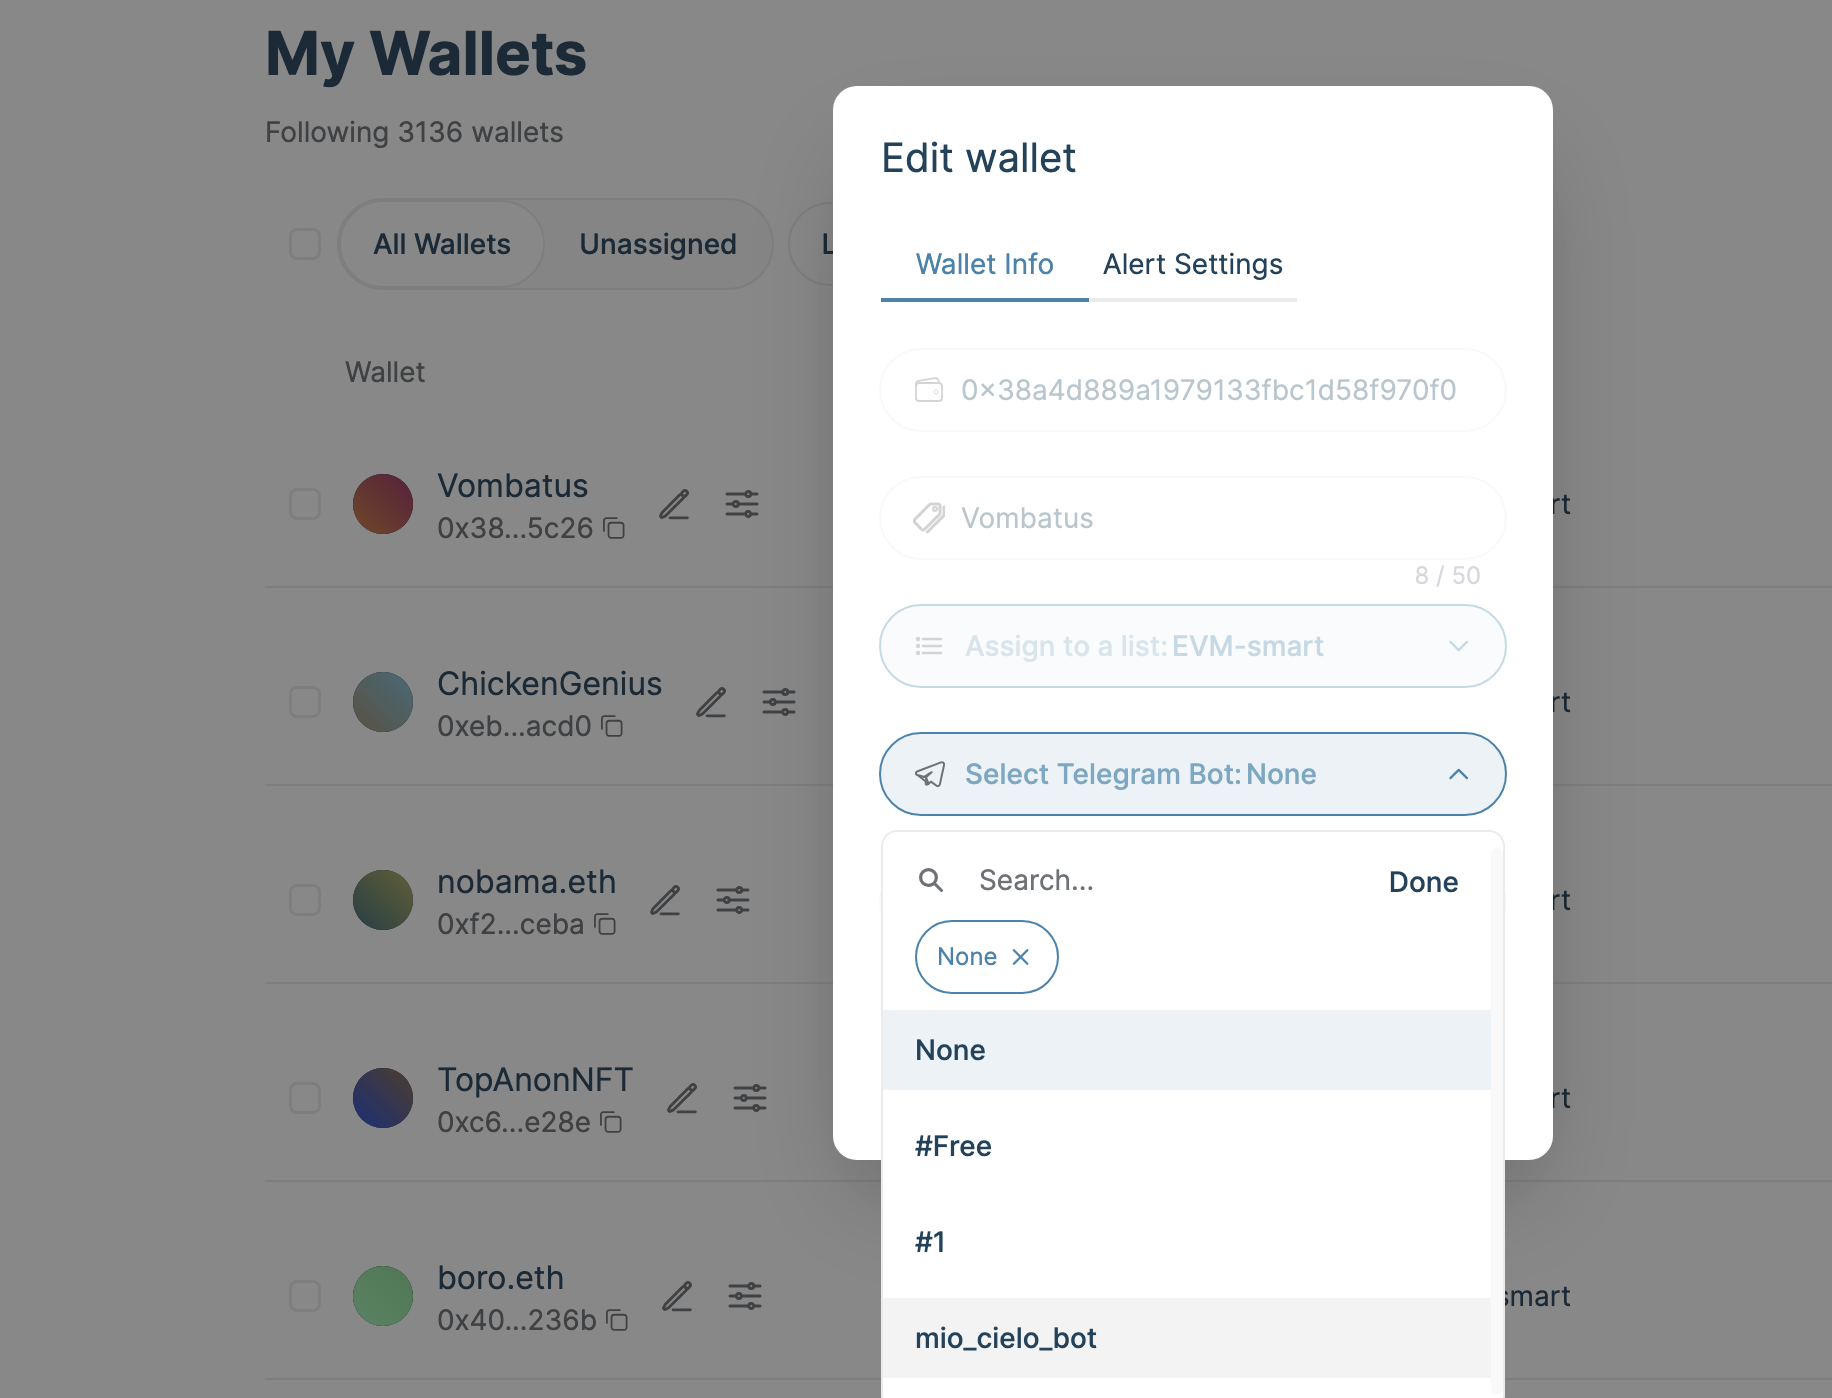 My Wallets
Following 3136 wallets
All Wallets
Unassigned
L
Wallet
Vombatus
0x38...5c26
ChickenGenius
0xeb...acd0
nobama.eth
0xf2...ceba
TopAnonNFT
0xc6...e28e
boro.eth
0x40...236b
Edit wallet
Wallet Info
Alert Settings
0x38a4d889a1979133fbc1d58f970f0
Vombatus
8 / 50
Assign to a list: EVM-smart
Select Telegram Bot: None
Search...
Done
None
None
#Free
#1
mio_cielo_bot
rt
rt
rt
rt
smart